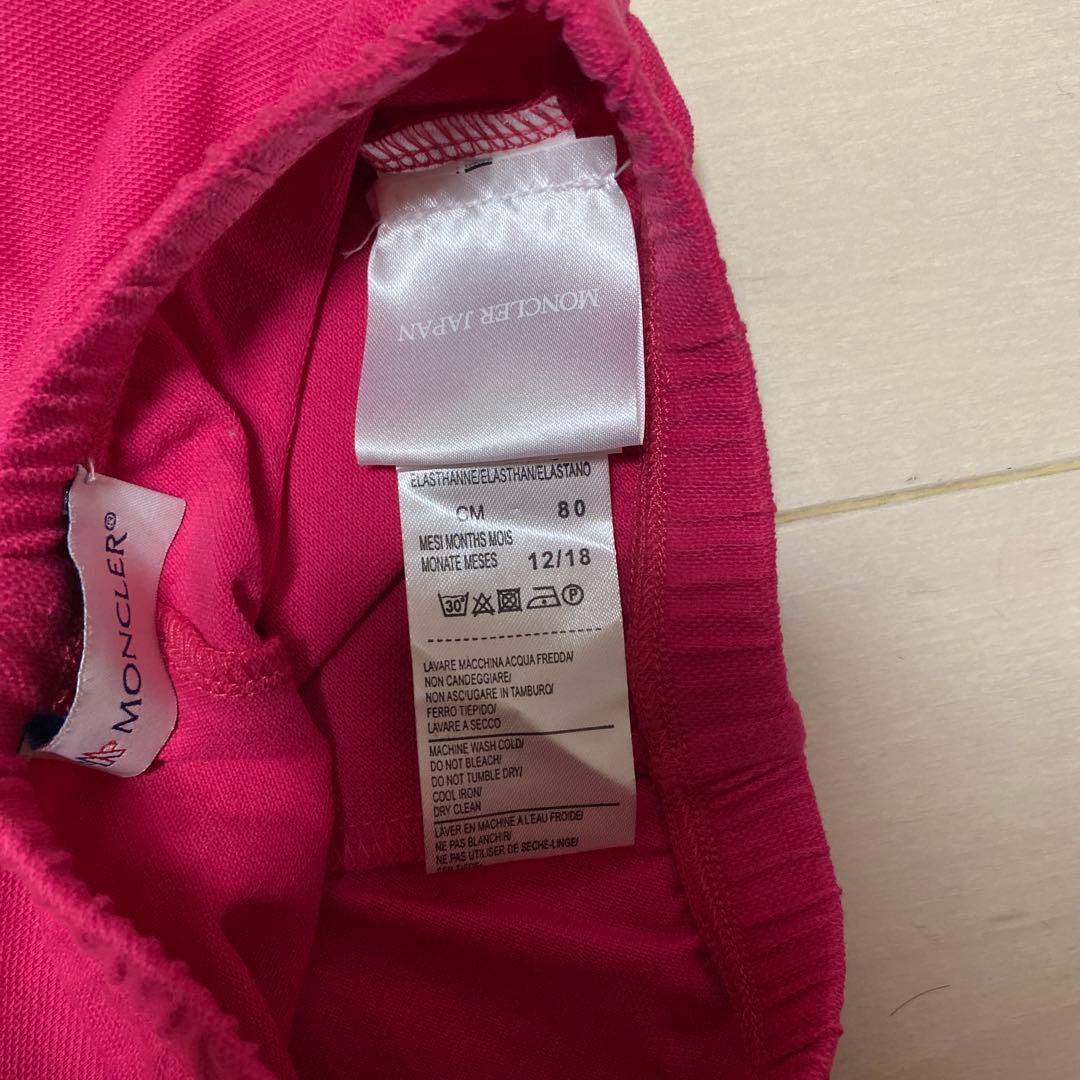 MONCLER JAPAN
ELASTHANNE/ELASTHAN/ELASTANO
CM 80
MESI MONTHS MOIS
MONATE MESES 12/18
30° P
LAVARE MACCHINA ACQUA FREDDA/
NON CANDEGGIARE/
NON ASCIUGARE IN TAMBURO/
FERRO TIEPIDO/
LAVARE A SECCO
MACHINE WASH COLD/
DO NOT BLEACH/
DO NOT TUMBLE DRY/
COOL IRON/
DRY CLEAN
LAVER EN MACHINE A L'EAU FROIDE/
NE PAS BLANCHIR/
NE PAS UTILISER DE SECHE-LINGE/
MONCLER®